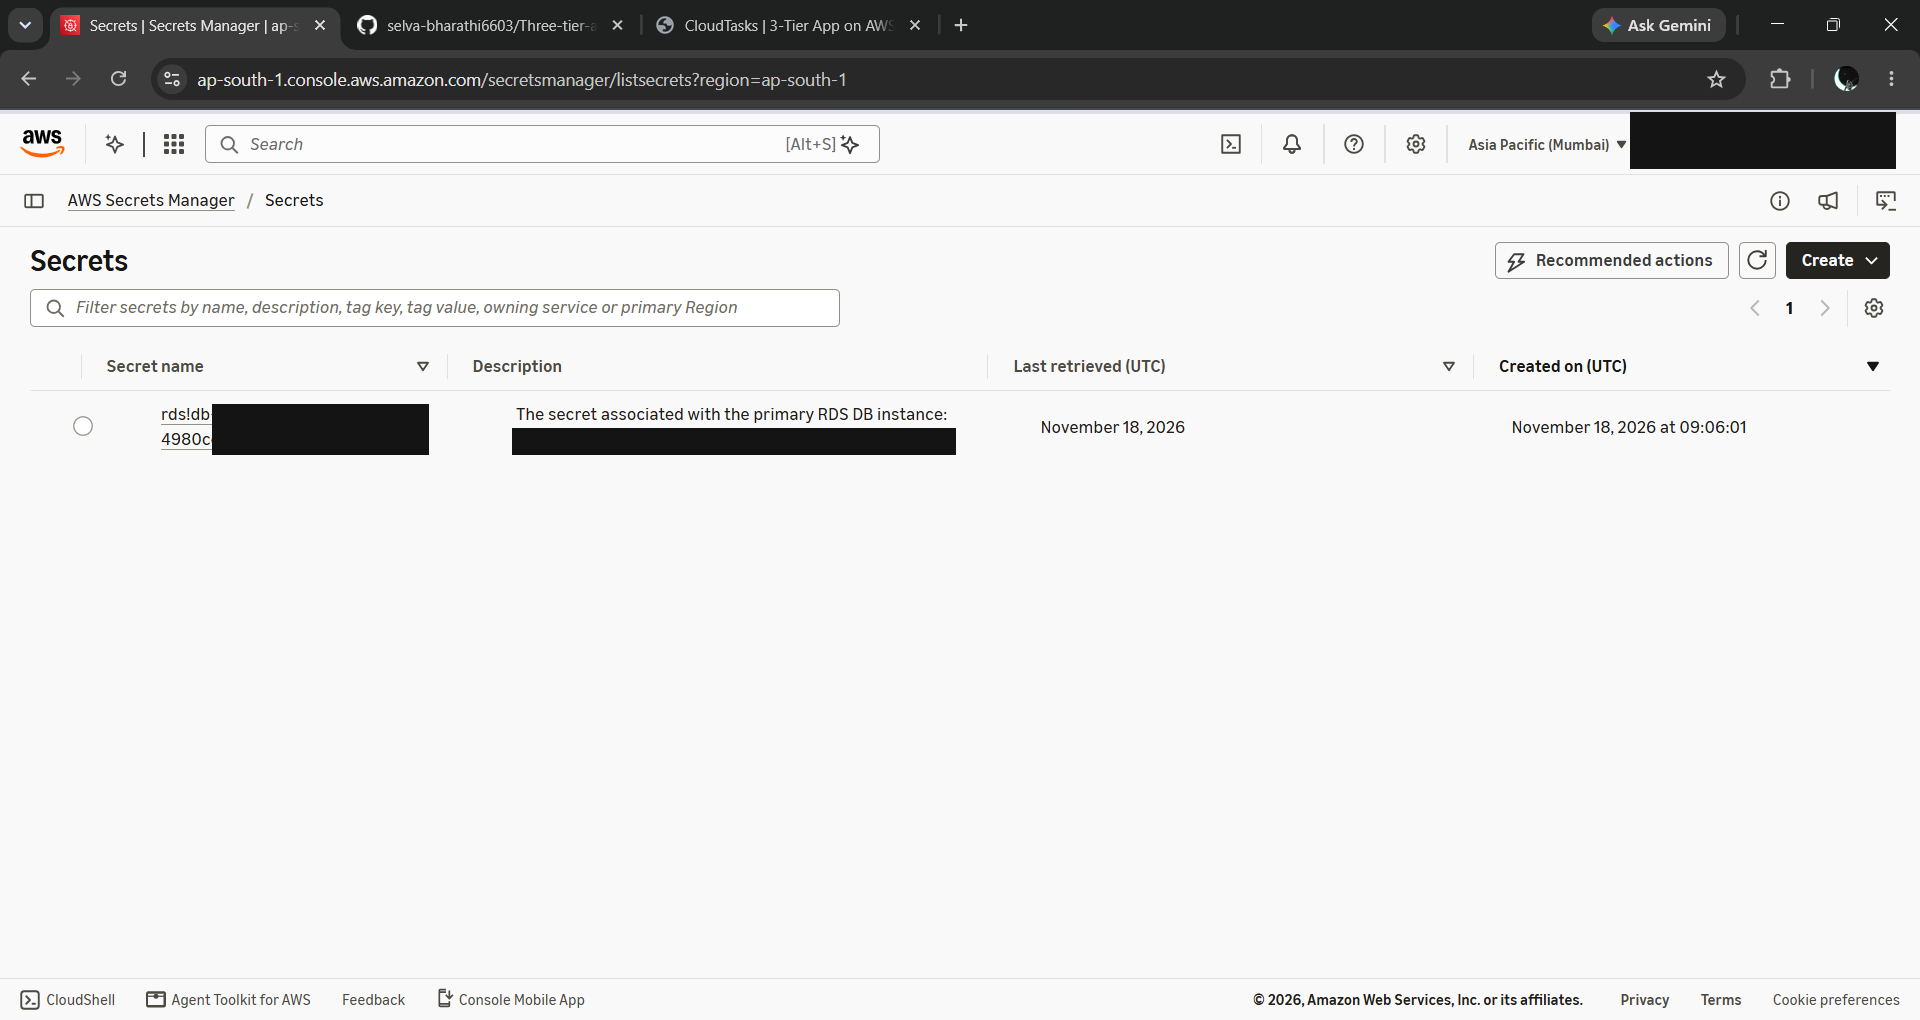 Secrets | Secrets Manager | ap-s
selva-bharathi6603/Three-tier-a
CloudTasks | 3-Tier App on AWS
Ask Gemini
ap-south-1.console.aws.amazon.com/secretsmanager/listsecrets?region=ap-south-1
aws
Search
[Alt+S]
Asia Pacific (Mumbai)
AWS Secrets Manager / Secrets
Secrets
Recommended actions
Create
Filter secrets by name, description, tag key, tag value, owning service or primary Region
1
Secret name
Description
Last retrieved (UTC)
Created on (UTC)
rds!db-
4980c
The secret associated with the primary RDS DB instance:
November 18, 2026
November 18, 2026 at 09:06:01
CloudShell
Agent Toolkit for AWS
Feedback
Console Mobile App
© 2026, Amazon Web Services, Inc. or its affiliates.
Privacy
Terms
Cookie preferences